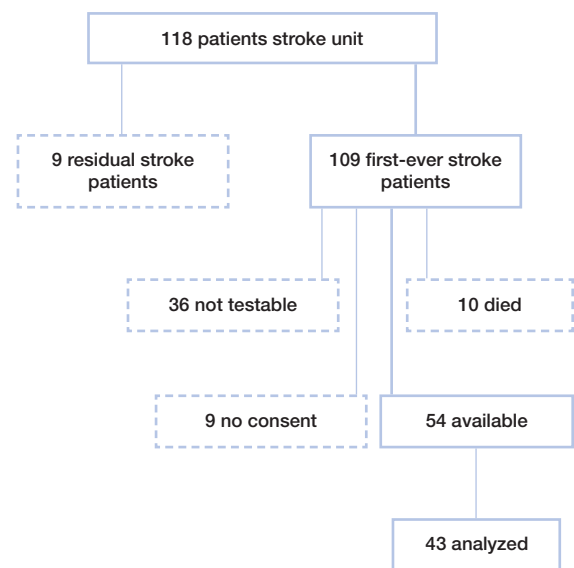 118 patients stroke unit
9 residual stroke
patients
109 first-ever stroke
patients
36 not testable
10 died
9 no consent
54 available
43 analyzed